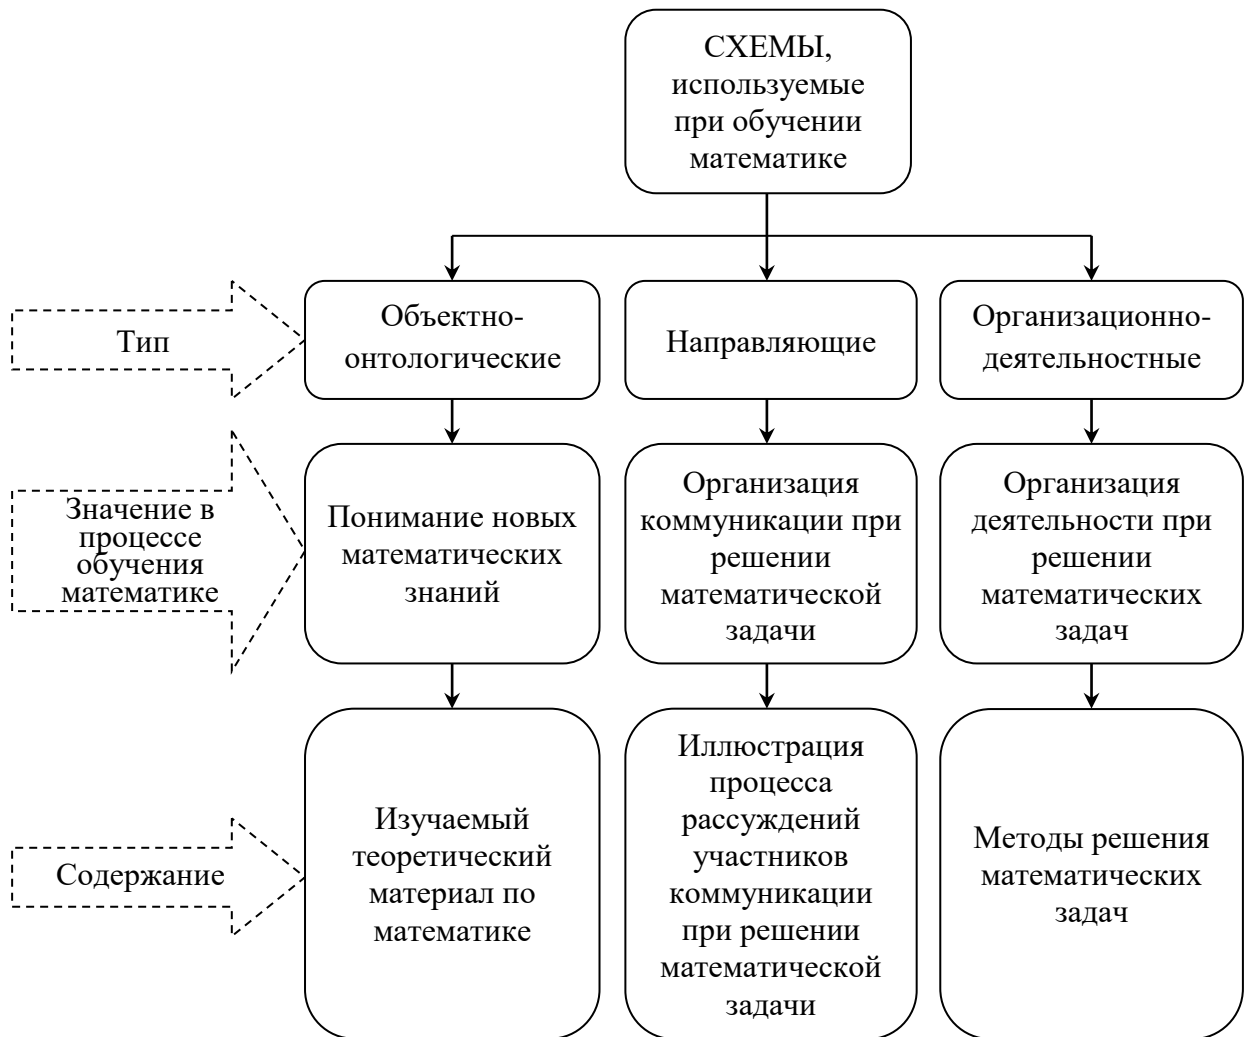 СХЕМЫ,
используемые
при обучении
математике
Тип
Объектно-
онтологические
Направляющие
Организационно-
деятельностные
Значение в
процессе
обучения
математике
Понимание новых
математических
знаний
Организация
коммуникации при
решении
математической
задачи
Организация
деятельности при
решении
математических
задач
Содержание
Изучаемый
теоретический
материал по
математике
Иллюстрация
процесса
рассуждений
участников
коммуникации
при решении
математической
задачи
Методы решения
математических
задач